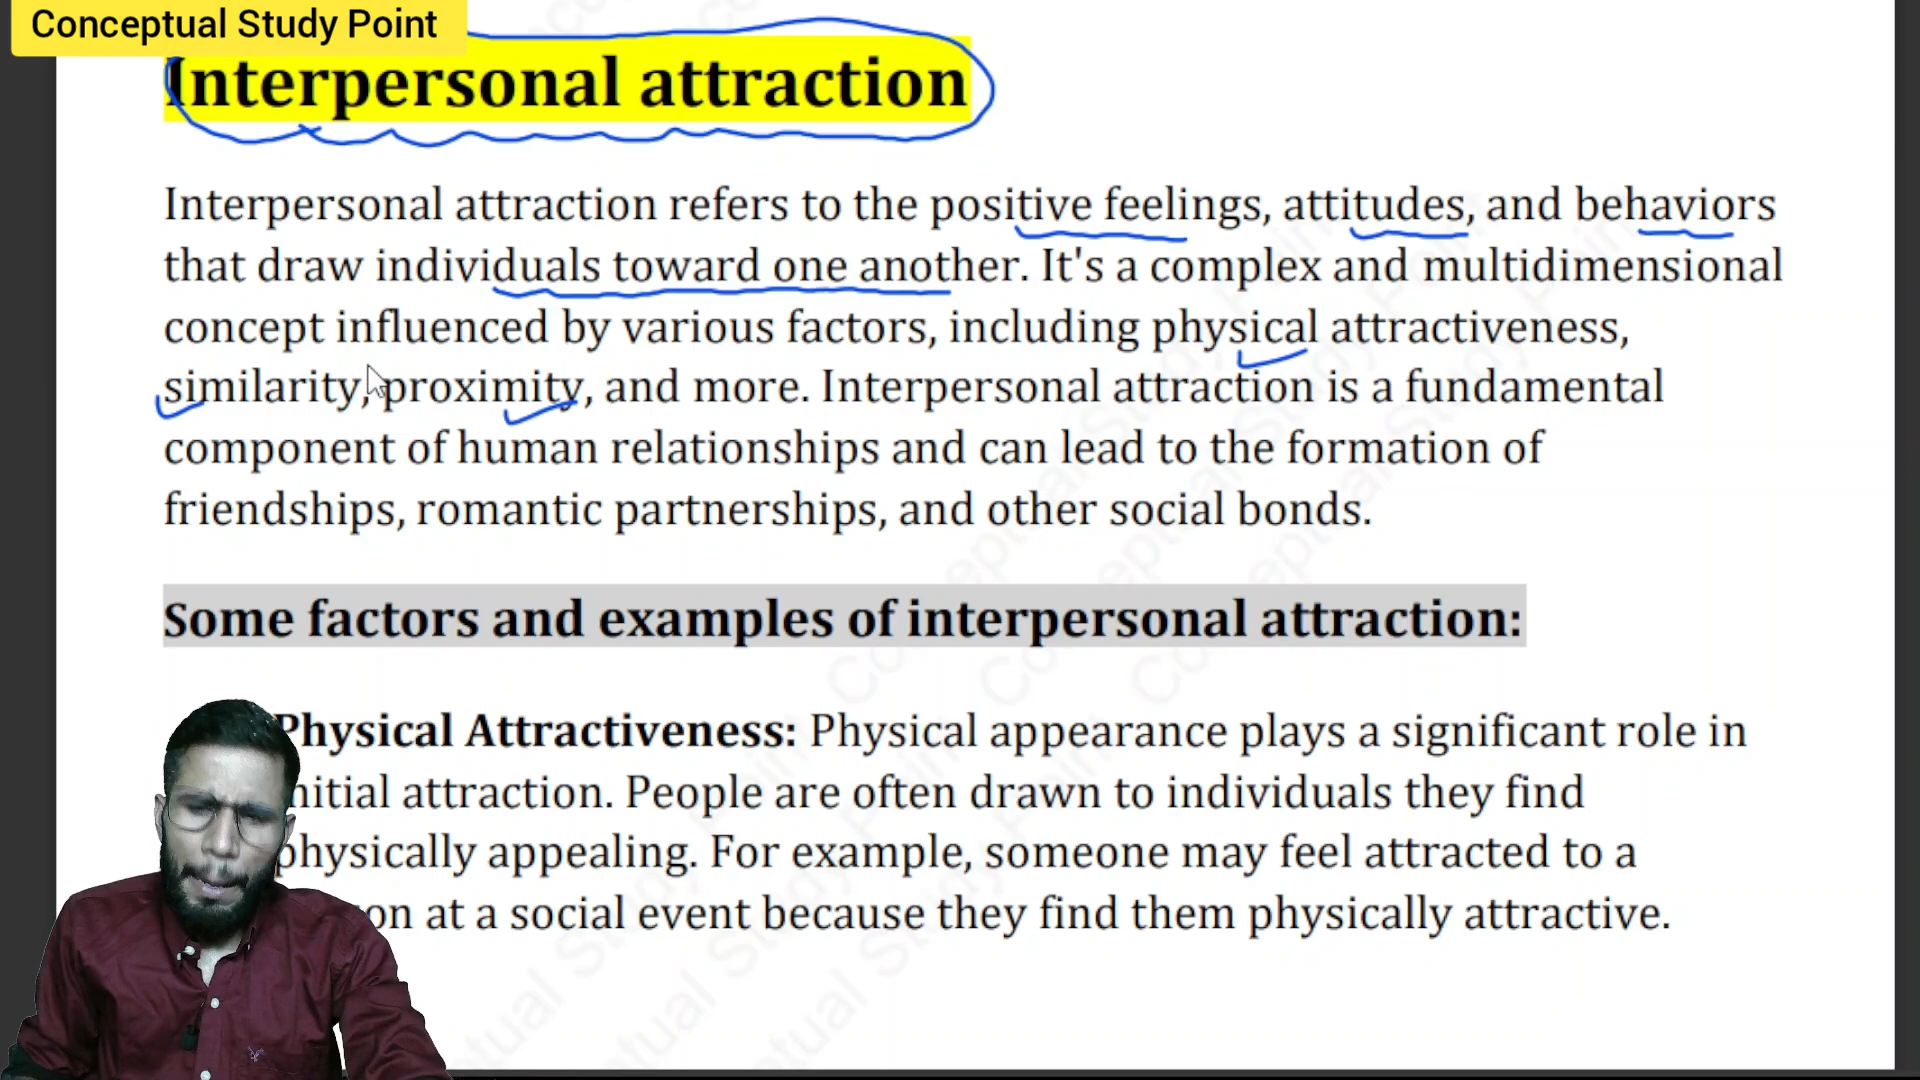 Conceptual Study Point
Interpersonal attraction
Interpersonal attraction refers to the positive feelings, attitudes, and behaviors
that draw individuals toward one another. It's a complex and multidimensional
concept influenced by various factors, including physical attractiveness,
similarity, proximity, and more. Interpersonal attraction is a fundamental
component of human relationships and can lead to the formation of
friendships, romantic partnerships, and other social bonds.
Some factors and examples of interpersonal attraction:
Physical Attractiveness: Physical appearance plays a significant role in
initial attraction. People are often drawn to individuals they find
physically appealing. For example, someone may feel attracted to a
on at a social event because they find them physically attractive.